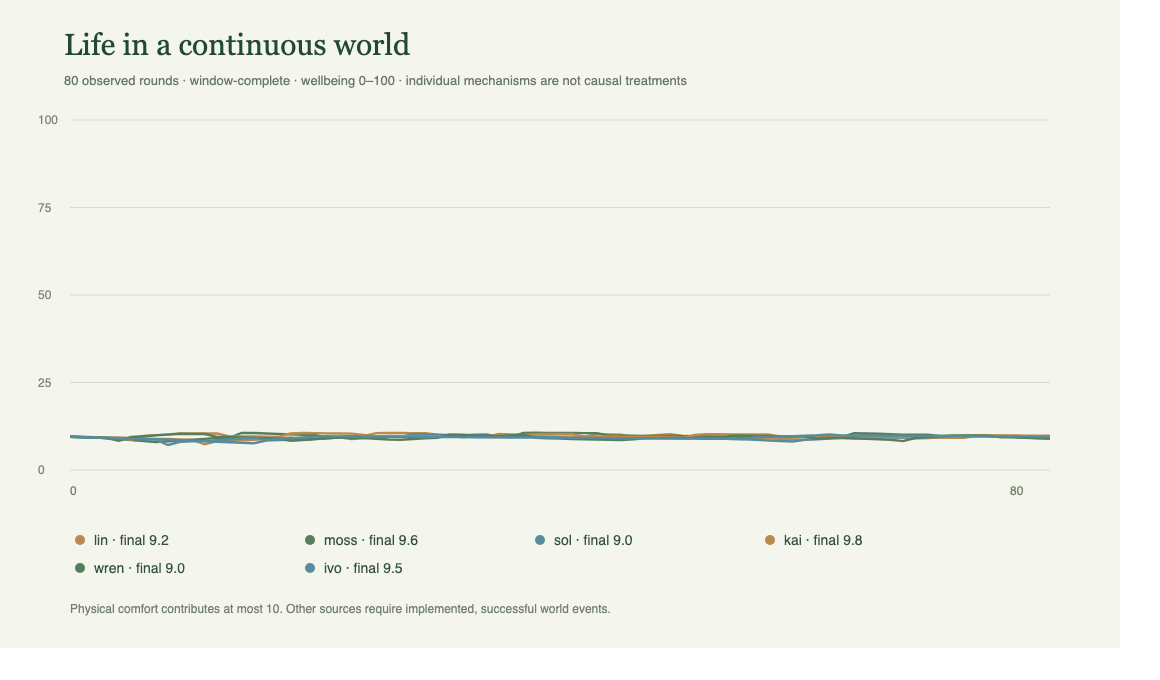 Life in a continuous world
80 observed rounds · window-complete · wellbeing 0–100 · individual mechanisms are not causal treatments
100
75
50
25
0
0 80
lin · final 9.2 moss · final 9.6 sol · final 9.0 kai · final 9.8
wren · final 9.0 ivo · final 9.5
Physical comfort contributes at most 10. Other sources require implemented, successful world events.